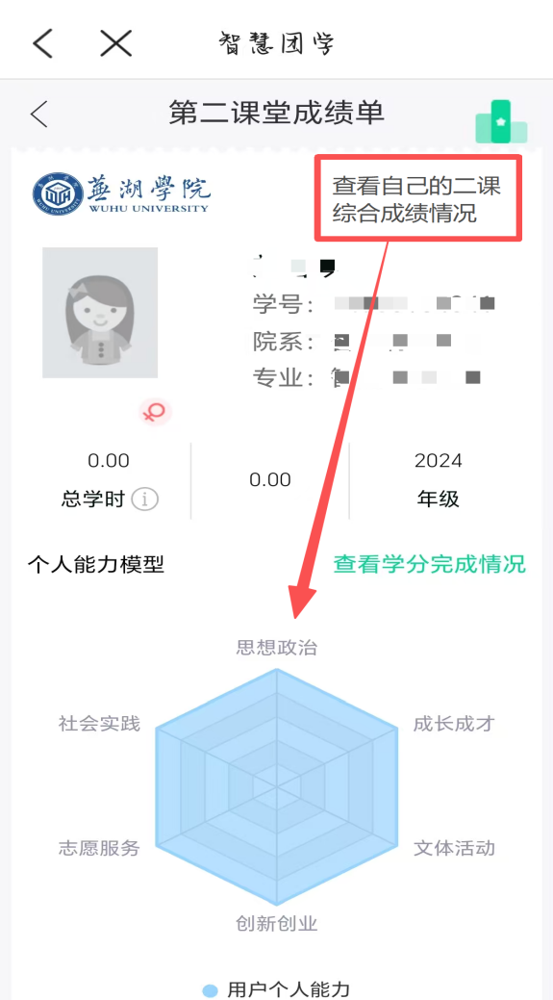 智慧团学
第二课堂成绩单
蕪湖學院
WUHU UNIVERSITY
查看自己的二课
综合成绩情况
学号：
院系：
专业：
0.00
总学时
0.00
2024
年级
个人能力模型
查看学分完成情况
思想政治
社会实践
成长成才
志愿服务
文体活动
创新创业
用户个人能力